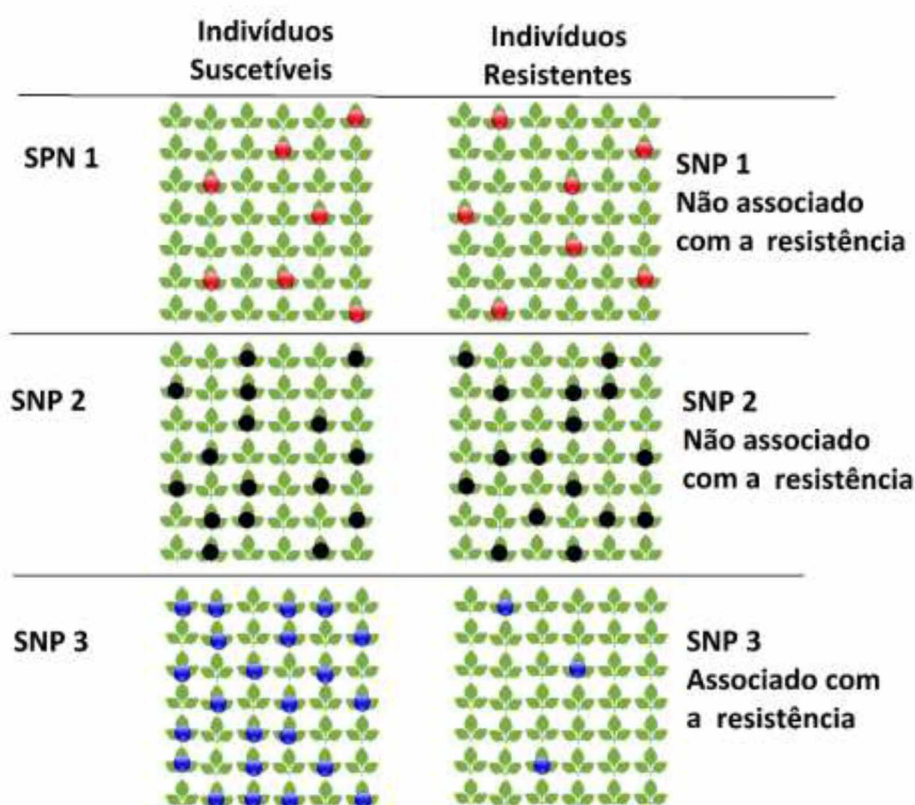 Indivíduos
Suscetíveis
Indivíduos
Resistentes
SPN 1
SNP 1
Não associado
com a resistência
SNP 2
SNP 2
Não associado
com a resistência
SNP 3
SNP 3
Associado com
a resistência